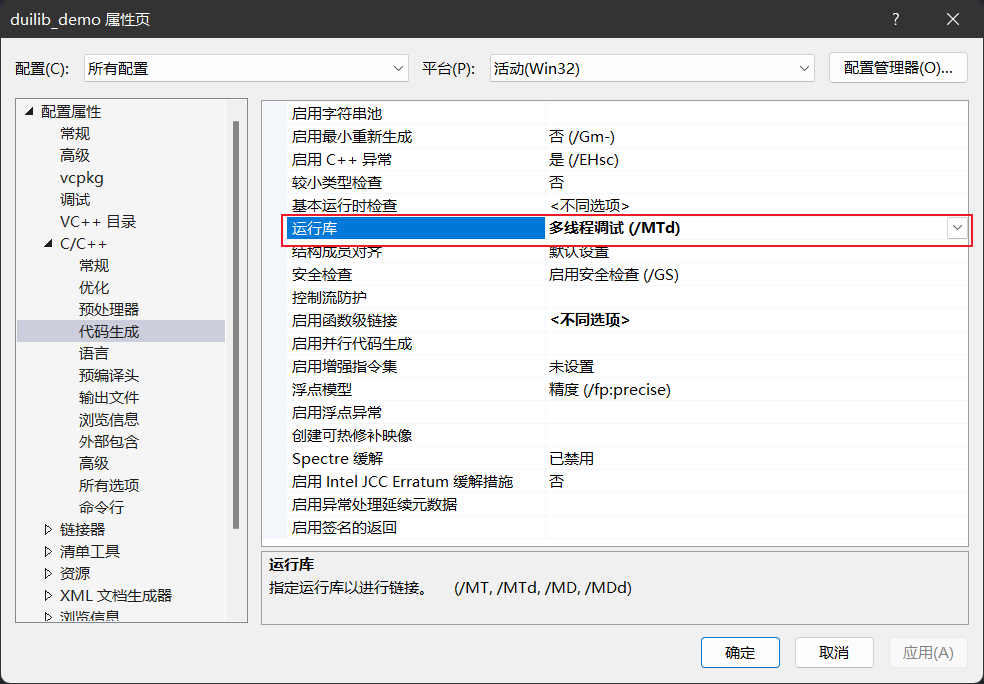 duilib_demo 属性页
配置(C): 所有配置 平台(P): 活动(Win32) 配置管理器(O)...
配置属性
常规
高级
vcpkg
调试
VC++ 目录
C/C++
常规
优化
预处理器
代码生成
语言
预编译头
输出文件
浏览信息
外部包含
高级
所有选项
命令行
链接器
清单工具
资源
XML 文档生成器
浏览信息
启用字符串池
启用最小重新生成 否 (/Gm-)
启用 C++ 异常 是 (/EHsc)
较小类型检查 否
基本运行时检查 <不同选项>
运行库 多线程调试 (/MTd)
结构成员对齐 默认设置
安全检查 启用安全检查 (/GS)
控制流防护
启用函数级链接 <不同选项>
启用并行代码生成
启用增强指令集 未设置
浮点模型 精度 (/fp:precise)
启用浮点异常
创建可热修补映像
Spectre 缓解 已禁用
启用 Intel JCC Erratum 缓解措施 否
启用异常处理延续元数据
启用签名的返回
运行库
指定运行库以进行链接。 (/MT, /MTd, /MD, /MDd)
确定 取消 应用(A)